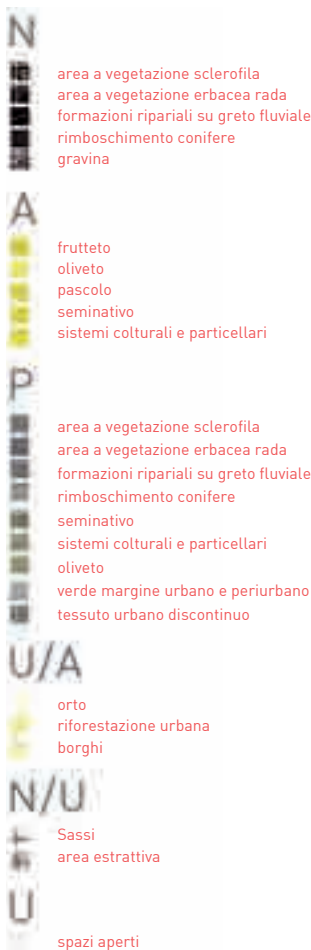 N
area a vegetazione sclerofila
area a vegetazione erbacea rada
formazioni ripariali su greto fluviale
rimboschimento conifere
gravina
A
frutteto
oliveto
pascolo
seminativo
sistemi colturali e particellari
P
area a vegetazione sclerofila
area a vegetazione erbacea rada
formazioni ripariali su greto fluviale
rimboschimento conifere
seminativo
sistemi colturali e particellari
oliveto
verde margine urbano e periurbano
tessuto urbano discontinuo
U/A
orto
riforestazione urbana
borghi
N/U
Sassi
area estrattiva
U
spazi aperti